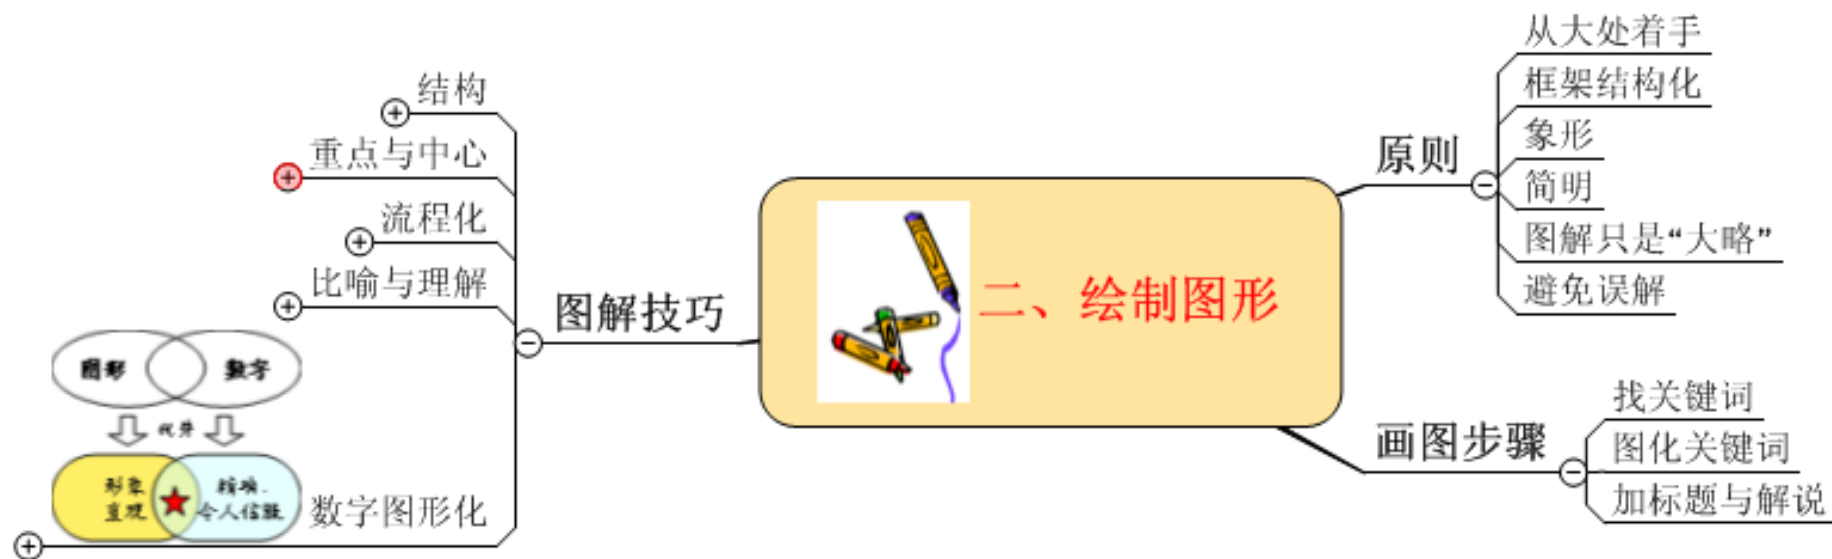 二、绘制图形
原则
从大处着手
框架结构化
象形
简明
图解只是“大略”
避免误解
画图步骤
找关键词
图化关键词
加标题与解说
图解技巧
结构
重点与中心
流程化
比喻与理解
数字图形化
图形
数字
优势
形象
直观
精确、
令人信服